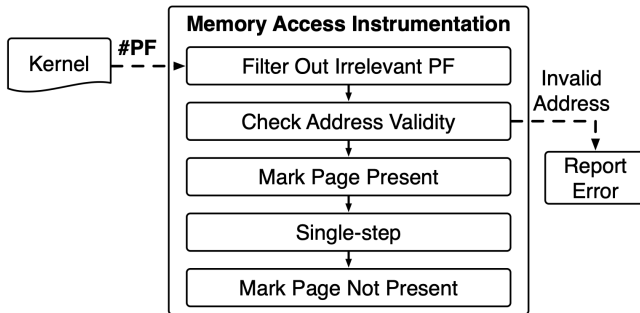 Memory Access Instrumentation
#PF
Kernel
Filter Out Irrelevant PF
Invalid
Address
Check Address Validity
Report
Error
Mark Page Present
Single-step
Mark Page Not Present